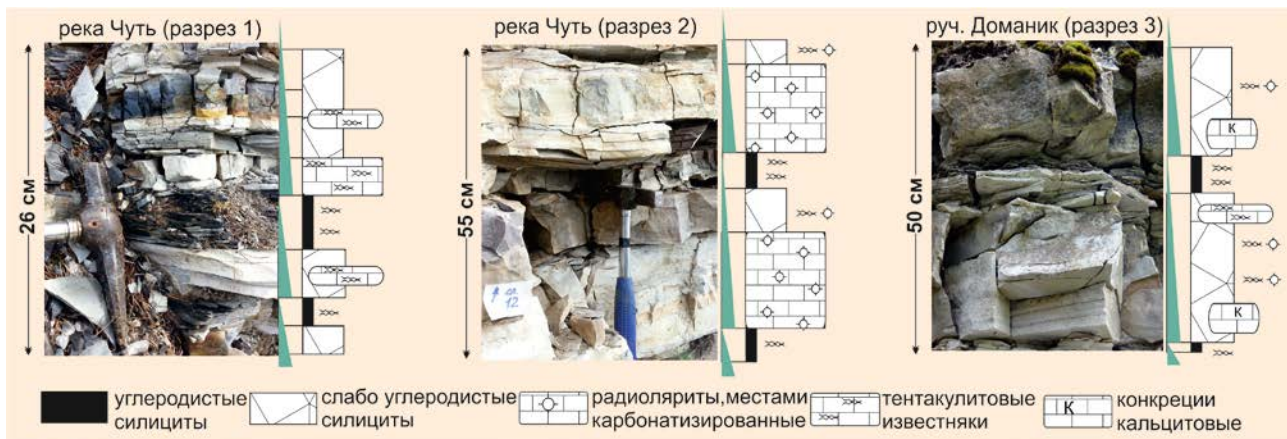 река Чуть (разрез 1)
река Чуть (разрез 2)
руч. Доманик (разрез 3)
26 см
55 см
50 см
12
К
К
углеродистые
силициты
слабо углеродистые
силициты
радиоляриты,местами
карбонатизированные
тентакулитовые
известняки
К
конкреции
кальцитовые